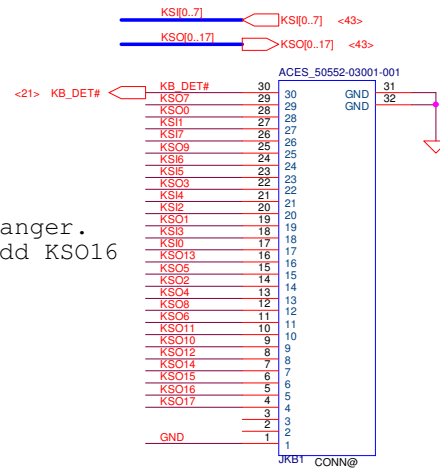 KSI[0..7] KSI[0..7] <43>
KSO[0..17] KSO[0..17] <43>
ACES_50552-03001-001
<21> KB_DET# KB_DET# 30 30 GND 31
KSO7 29 29 GND 32
KSO0 28 28
KSI1 27 27
KSI7 26 26
KSO9 25 25
KSI6 24 24
KSI5 23 23
KSO3 22 22
KSI4 21 21
KSI2 20 20
KSO1 19 19
KSI3 18 18
KSI0 17 17
KSO13 16 16
KSO5 15 15
KSO2 14 14
KSO4 13 13
KSO8 12 12
KSO6 11 11
KSO11 10 10
KSO10 9 9
KSO12 8 8
KSO14 7 7
KSO15 6 6
KSO16 5 5
KSO17 4 4
3 3
2 2
GND 1 1
JKB1 CONN@
anger.
dd KSO16